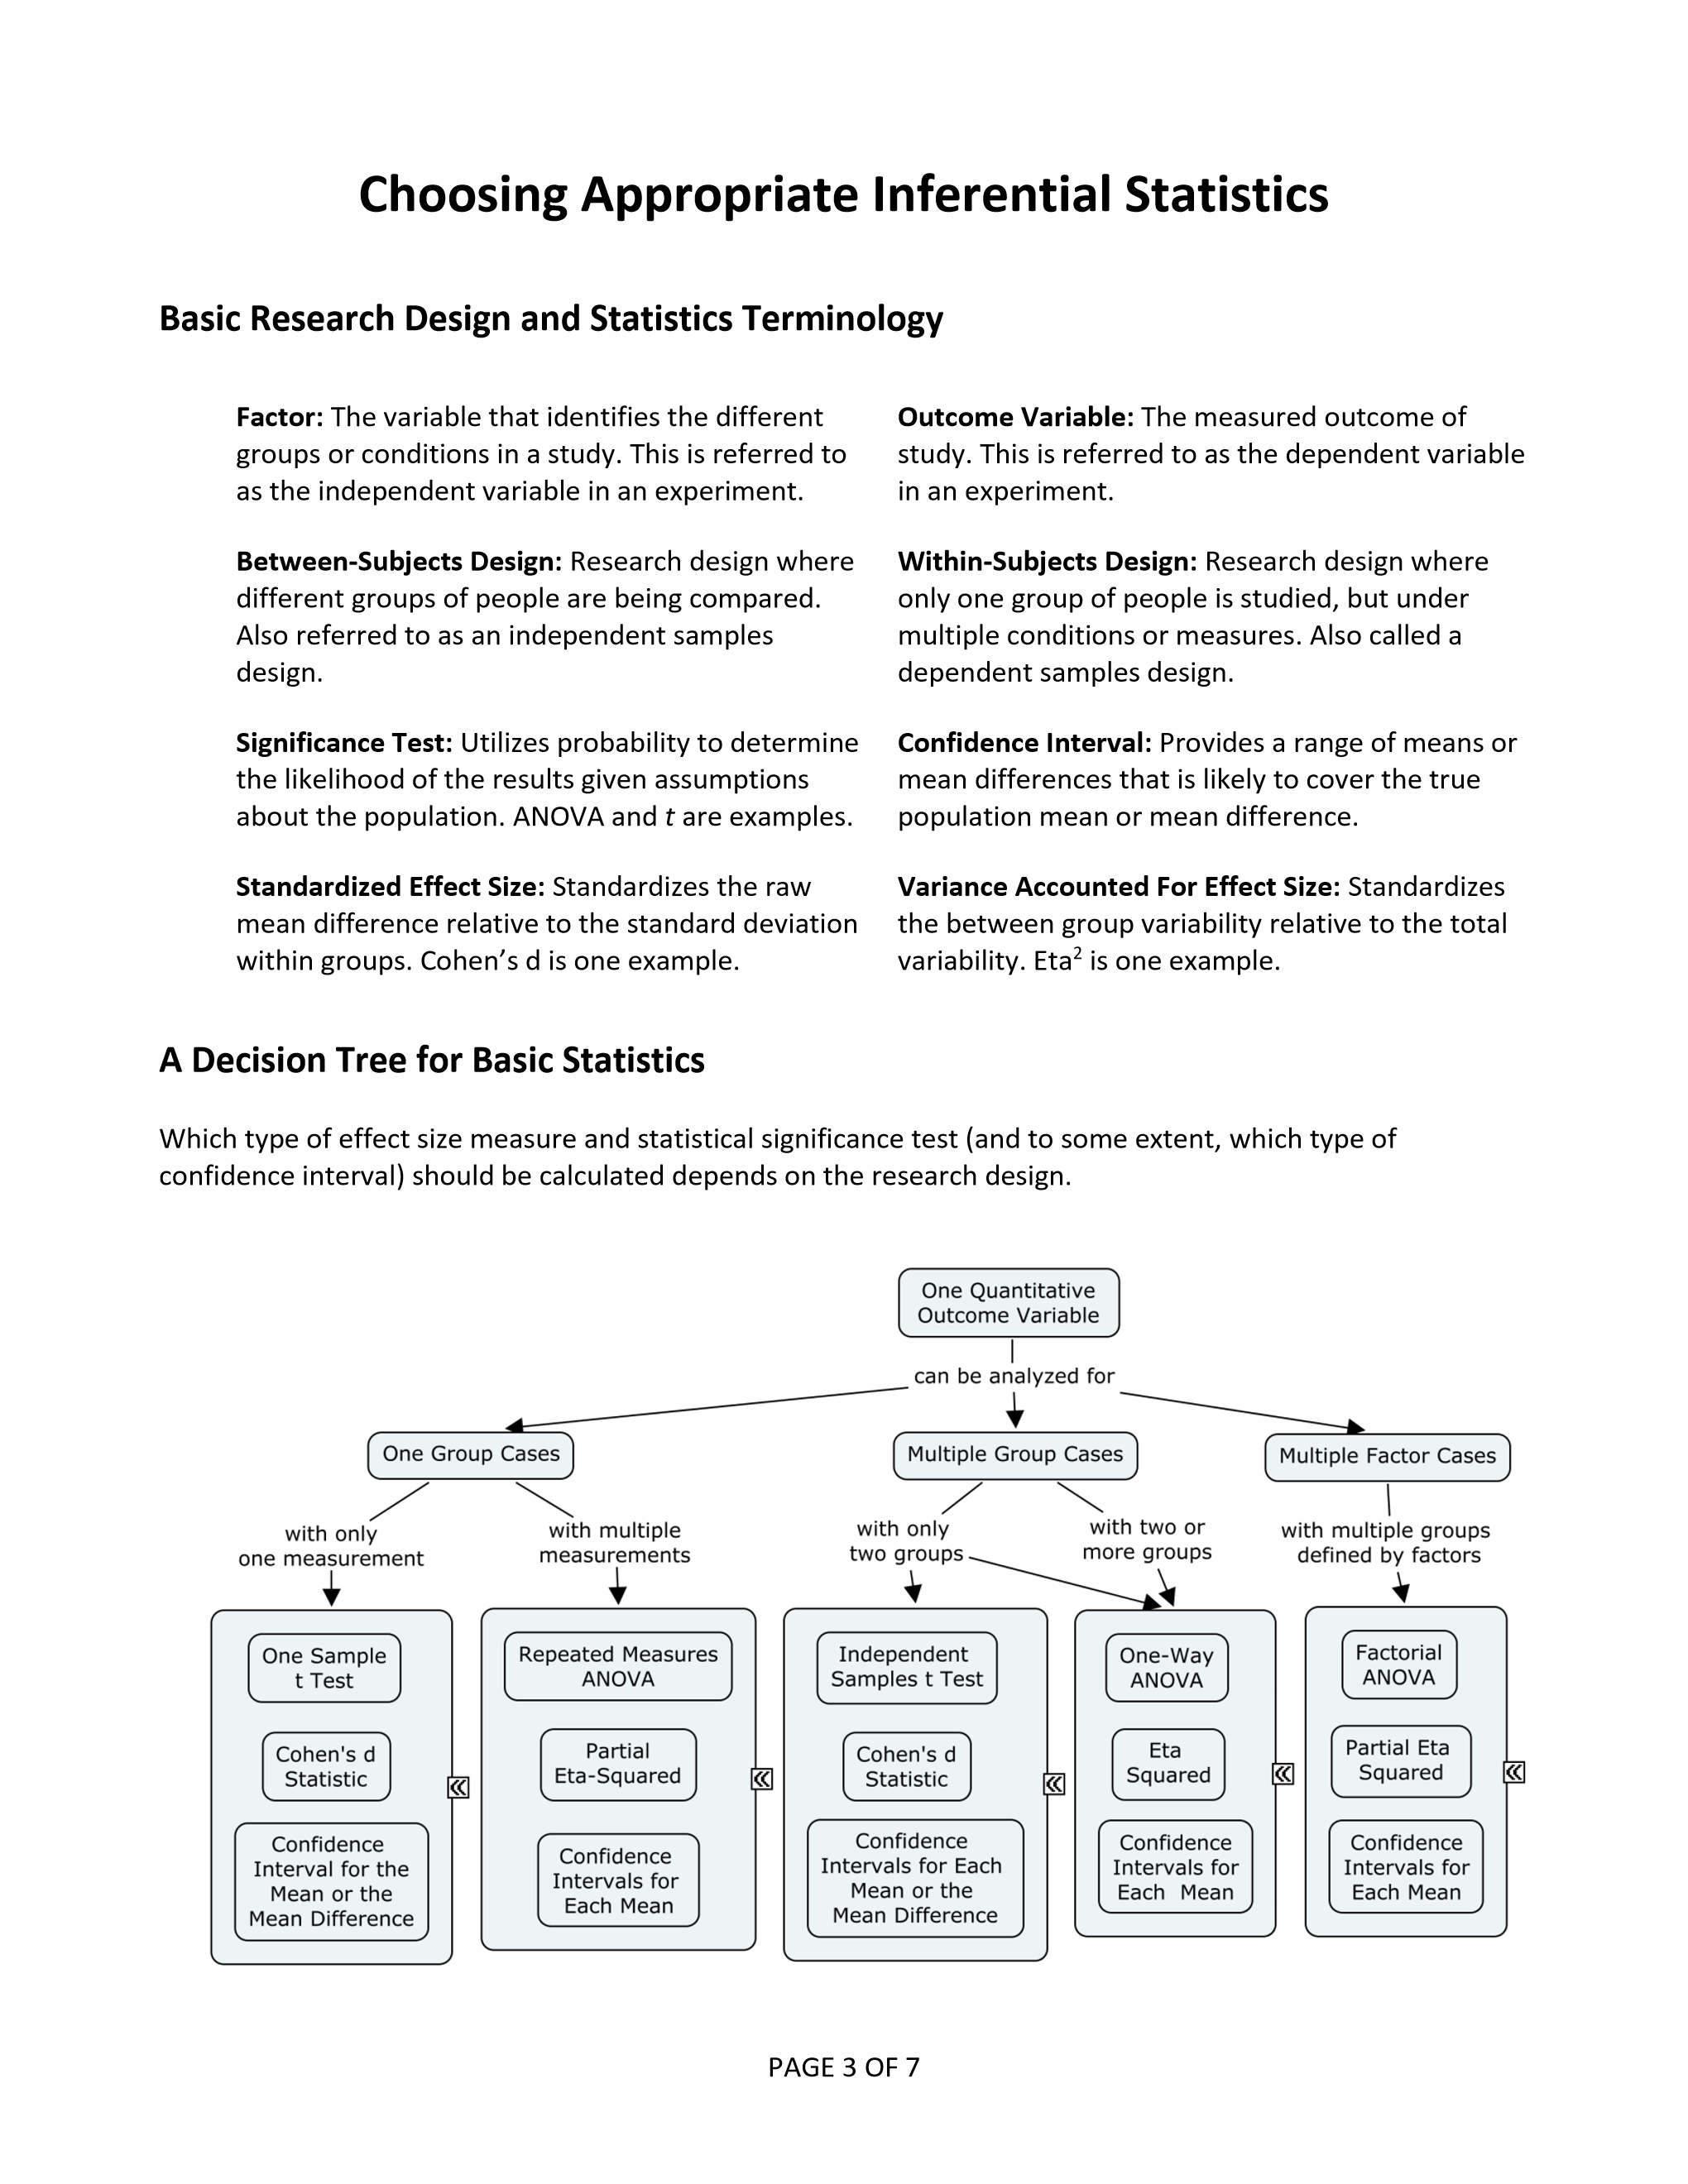 Choosing Appropriate Inferential Statistics
Basic Research Design and Statistics Terminology
Factor: The variable that identifies the different
groups or conditions in a study. This is referred to
as the independent variable in an experiment.
Outcome Variable: The measured outcome of
study. This is referred to as the dependent variable
in an experiment.
Between-Subjects Design: Research design where
different groups of people are being compared.
Also referred to as an independent samples
design.
Within-Subjects Design: Research design where
only one group of people is studied, but under
multiple conditions or measures. Also called a
dependent samples design.
Significance Test: Utilizes probability to determine
the likelihood of the results given assumptions
about the population. ANOVA and t are examples.
Confidence Interval: Provides a range of means or
mean differences that is likely to cover the true
population mean or mean difference.
Standardized Effect Size: Standardizes the raw
mean difference relative to the standard deviation
within groups. Cohen’s d is one example.
Variance Accounted For Effect Size: Standardizes
the between group variability relative to the total
variability. Eta² is one example.
A Decision Tree for Basic Statistics
Which type of effect size measure and statistical significance test (and to some extent, which type of
confidence interval) should be calculated depends on the research design.
One Quantitative
Outcome Variable
can be analyzed for
One Group Cases
Multiple Group Cases
Multiple Factor Cases
with only
one measurement
with multiple
measurements
with only
two groups
with two or
more groups
with multiple groups
defined by factors
One Sample
t Test
Cohen's d
Statistic
Confidence
Interval for the
Mean or the
Mean Difference
Repeated Measures
ANOVA
Partial
Eta-Squared
Confidence
Intervals for
Each Mean
Independent
Samples t Test
Cohen's d
Statistic
Confidence
Intervals for Each
Mean or the
Mean Difference
One-Way
ANOVA
Eta
Squared
Confidence
Intervals for
Each Mean
Factorial
ANOVA
Partial Eta
Squared
Confidence
Intervals for
Each Mean
PAGE 3 OF 7